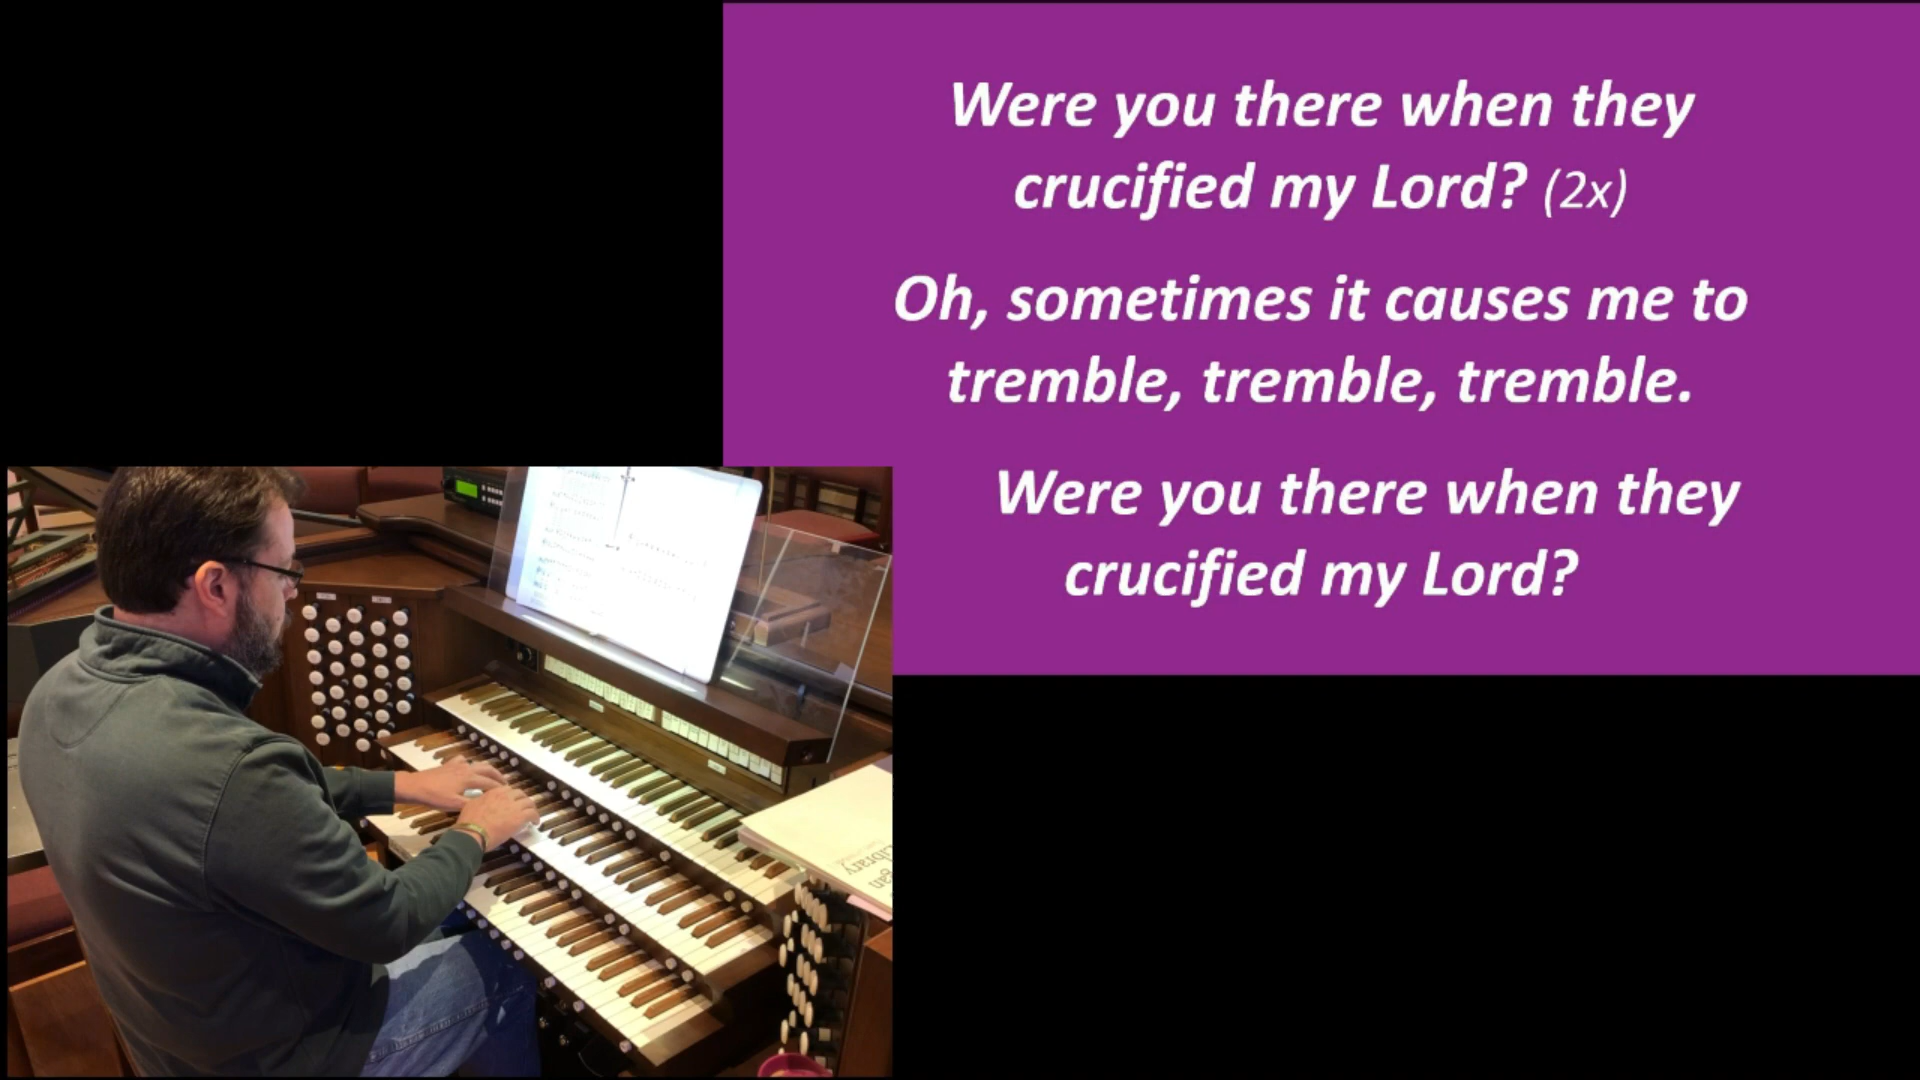 Were you there when they
crucified my Lord? (2x)
Oh, sometimes it causes me to
tremble, tremble, tremble.
Were you there when they
crucified my Lord?
Library